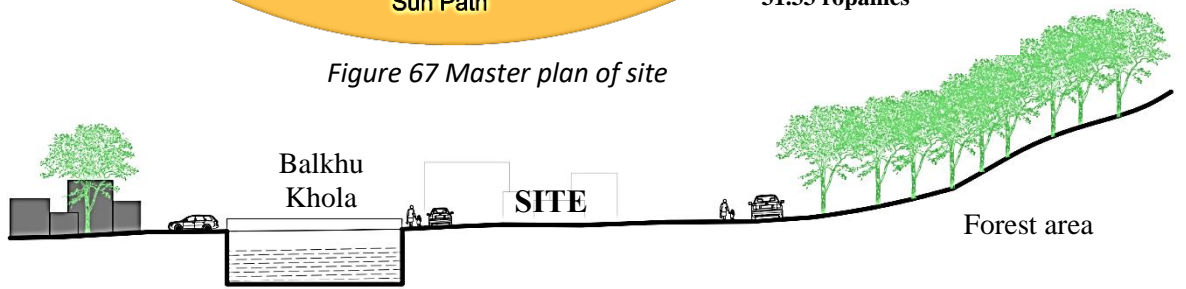 Sun Path
Figure 67 Master plan of site
Balkhu
Khola
SITE
Forest area